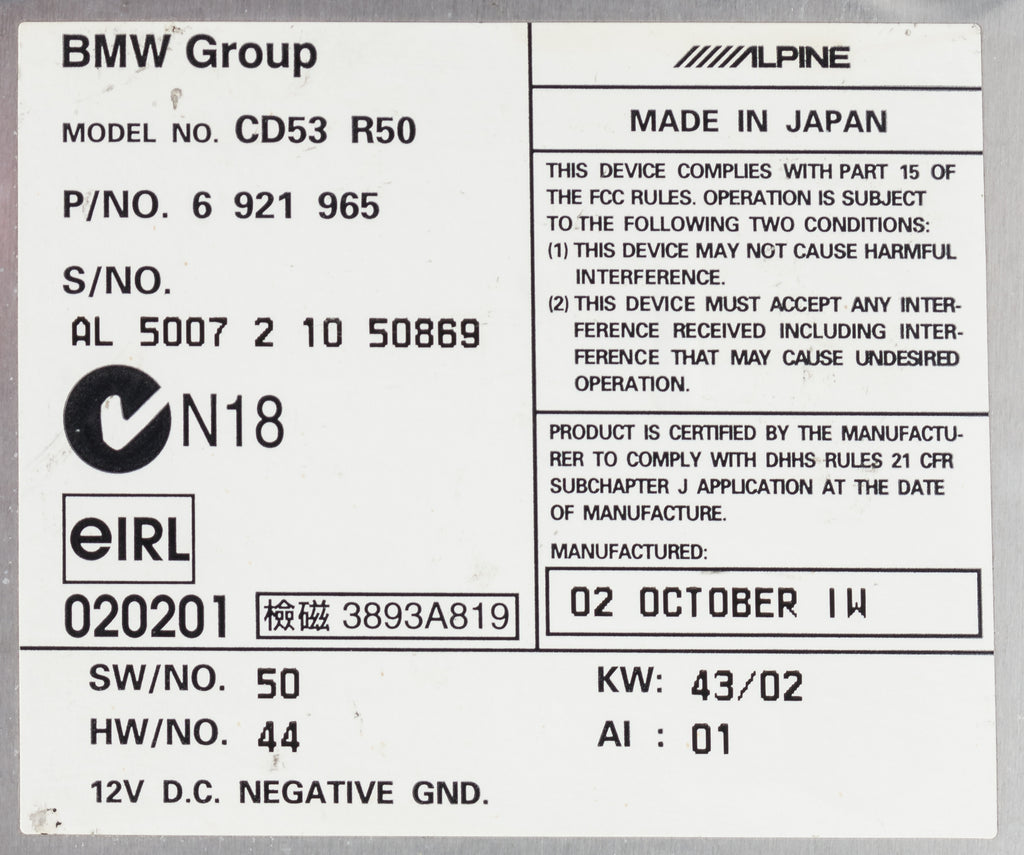 BMW Group
MODEL NO. CD53 R50
P/NO. 6 921 965
S/NO.
AL 5007 2 10 50869
N18
eIRL
020201
檢磁 3893A819
ALPINE
MADE IN JAPAN
THIS DEVICE COMPLIES WITH PART 15 OF
THE FCC RULES. OPERATION IS SUBJECT
TO THE FOLLOWING TWO CONDITIONS:
(1) THIS DEVICE MAY NOT CAUSE HARMFUL
INTERFERENCE.
(2) THIS DEVICE MUST ACCEPT ANY INTER-
FERENCE RECEIVED INCLUDING INTER-
FERENCE THAT MAY CAUSE UNDESIRED
OPERATION.
PRODUCT IS CERTIFIED BY THE MANUFACTU-
RER TO COMPLY WITH DHHS RULES 21 CFR
SUBCHAPTER J APPLICATION AT THE DATE
OF MANUFACTURE.
MANUFACTURED:
02 OCTOBER IW
SW/NO. 50
HW/NO. 44
12V D.C. NEGATIVE GND.
KW: 43/02
AI : 01